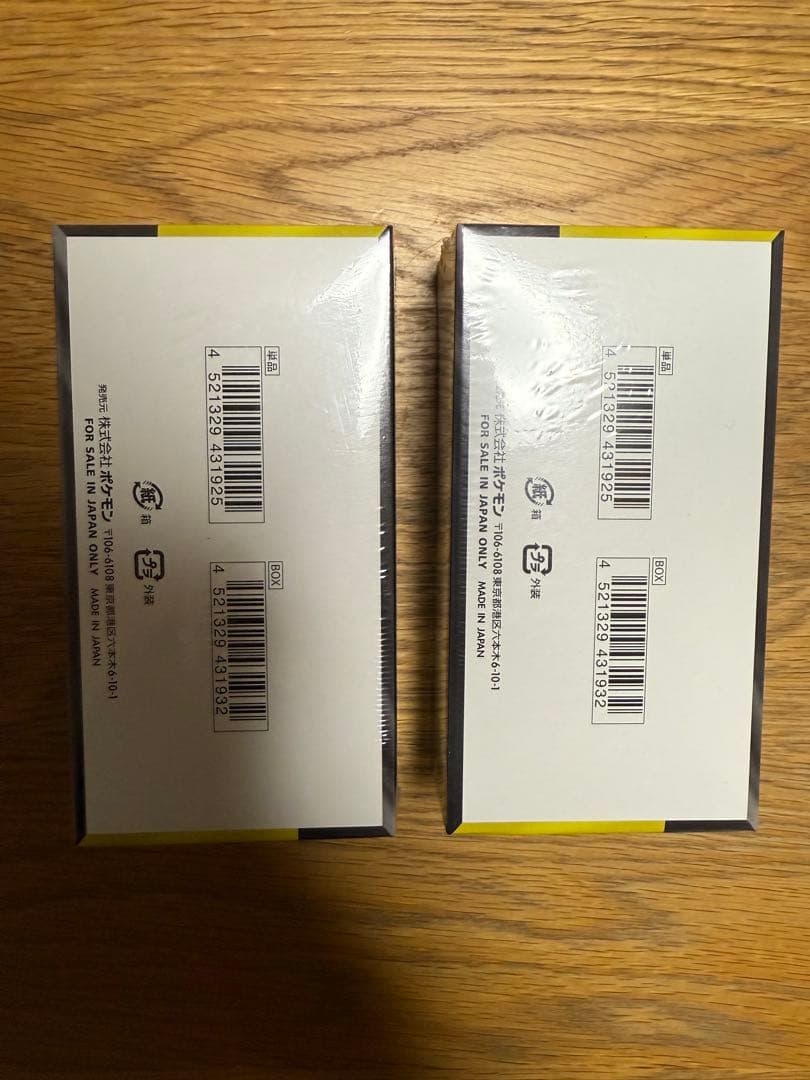 単品
4 521329 431925
BOX
4 521329 431932
紙 箱
プラ 外装
発売元 株式会社 ポケモン 〒106-6108 東京都港区六本木6-10-1
FOR SALE IN JAPAN ONLY MADE IN JAPAN
単品
4 521329 431925
BOX
4 521329 431932
紙 箱
プラ 外装
発売元 株式会社 ポケモン 〒106-6108 東京都港区六本木6-10-1
FOR SALE IN JAPAN ONLY MADE IN JAPAN